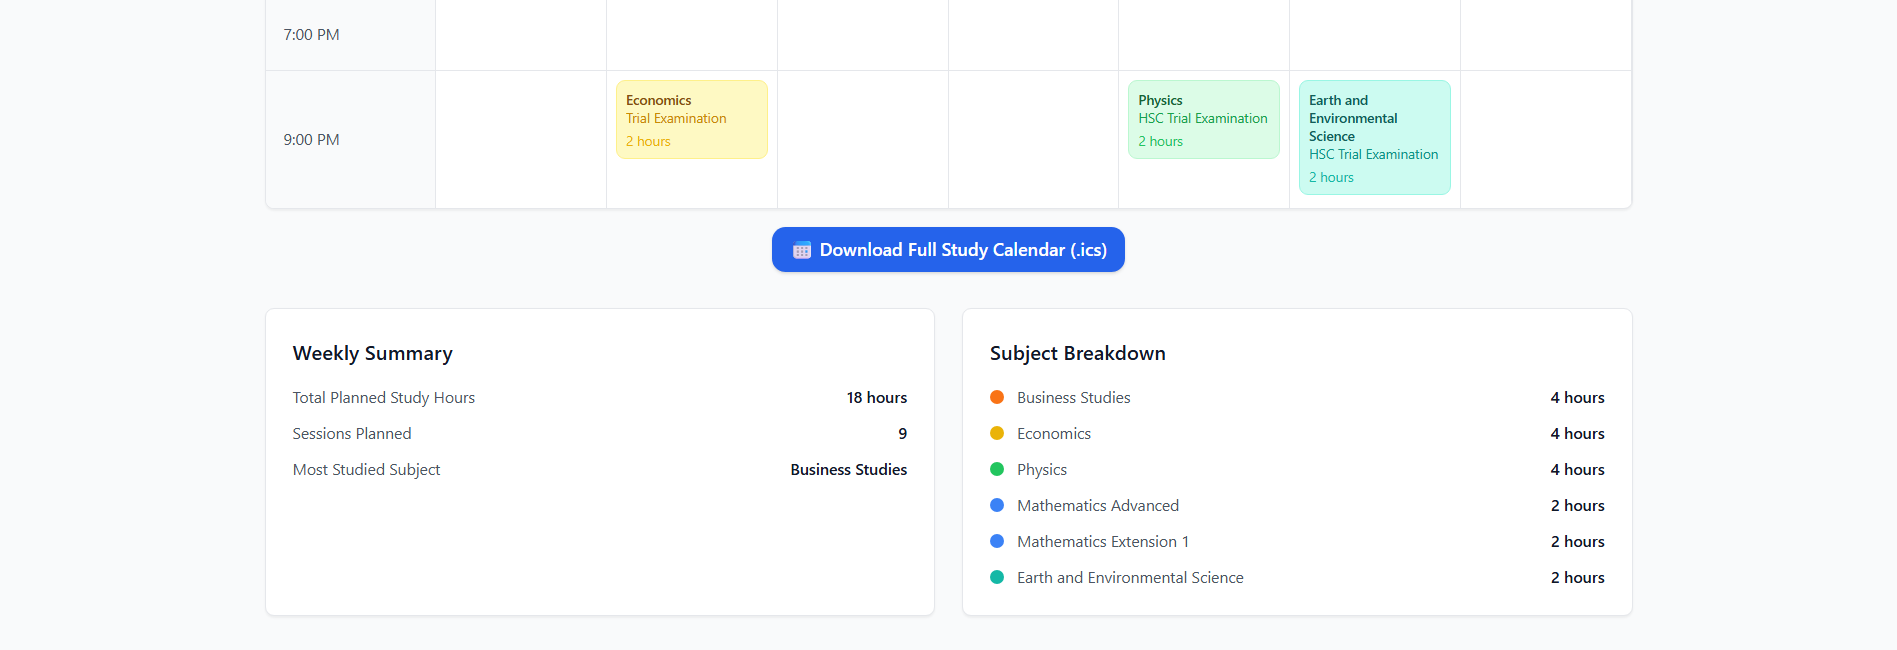 7:00 PM
9:00 PM
Economics
Trial Examination
2 hours
Physics
HSC Trial Examination
2 hours
Earth and
Environmental
Science
HSC Trial Examination
2 hours
Download Full Study Calendar (.ics)
Weekly Summary
Total Planned Study Hours 18 hours
Sessions Planned 9
Most Studied Subject Business Studies
Subject Breakdown
Business Studies 4 hours
Economics 4 hours
Physics 4 hours
Mathematics Advanced 2 hours
Mathematics Extension 1 2 hours
Earth and Environmental Science 2 hours